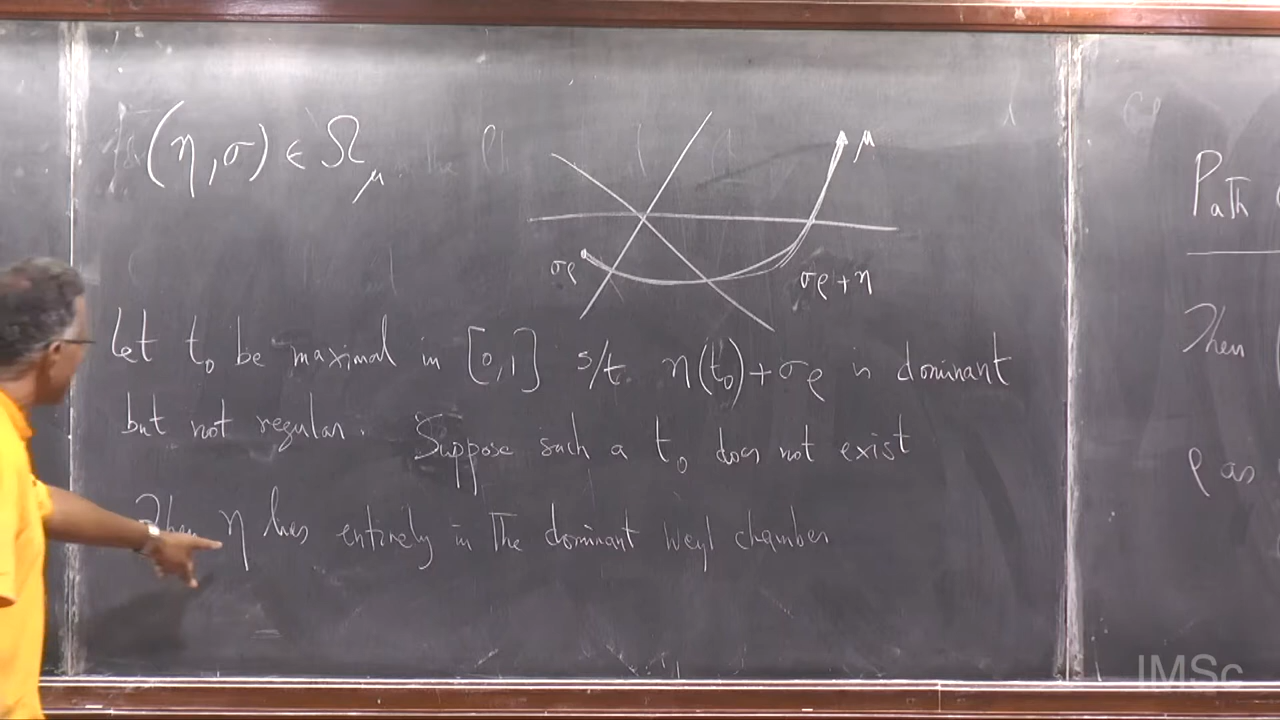 (η,σ) ∈ Ω_μ
μ
σρ
σρ+η
Let t₀ be maximal in [0,1] s/t. η(t₀)+σρ is dominant
but not regular. Suppose such a t₀ does not exist
Then η lies entirely in the dominant Weyl chamber
Path
Then
ρ as
IMSc